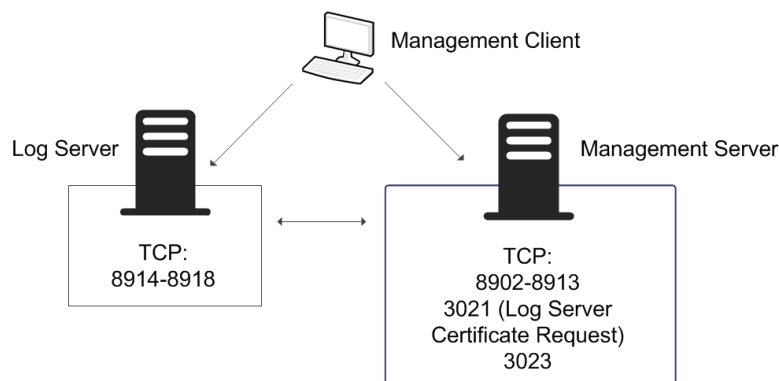 Management Client
Log Server
Management Server
TCP:
8914-8918
TCP:
8902-8913
3021 (Log Server
Certificate Request)
3023